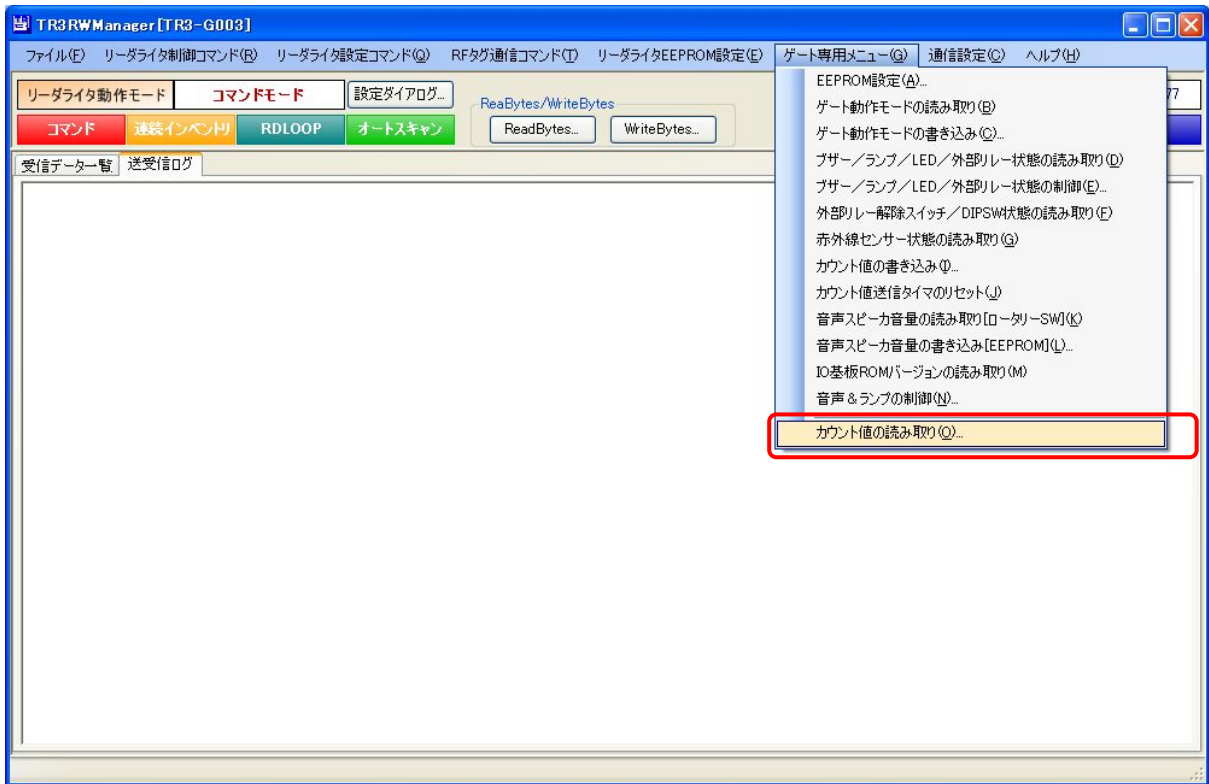 TR3RWManager[TR3-G003]
ファイル(F) リーダライタ制御コマンド(R) リーダライタ設定コマンド(Q) RFタグ通信コマンド(T) リーダライタEEPROM設定(E) ゲート専用メニュー(G) 通信設定(C) ヘルプ(H)
リーダライタ動作モード コマンドモード 設定ダイアログ...
ReaBytes/WriteBytes
77
コマンド 連続インベントリ RDLOOP オートスキャン ReadBytes... WriteBytes...
受信データ一覧 送受信ログ
EEPROM設定(A)...
ゲート動作モードの読み取り(B)
ゲート動作モードの書き込み(C)...
ブザー/ランプ/LED/外部リレー状態の読み取り(D)
ブザー/ランプ/LED/外部リレー状態の制御(E)...
外部リレー解除スイッチ/DIPSW状態の読み取り(F)
赤外線センサー状態の読み取り(G)
カウント値の書き込み(I)...
カウント値送信タイマのリセット(J)
音声スピーカ音量の読み取り[ロータリーSW](K)
音声スピーカ音量の書き込み[EEPROM](L)...
IO基板ROMバージョンの読み取り(M)
音声&ランプの制御(N)...
カウント値の読み取り(O)...